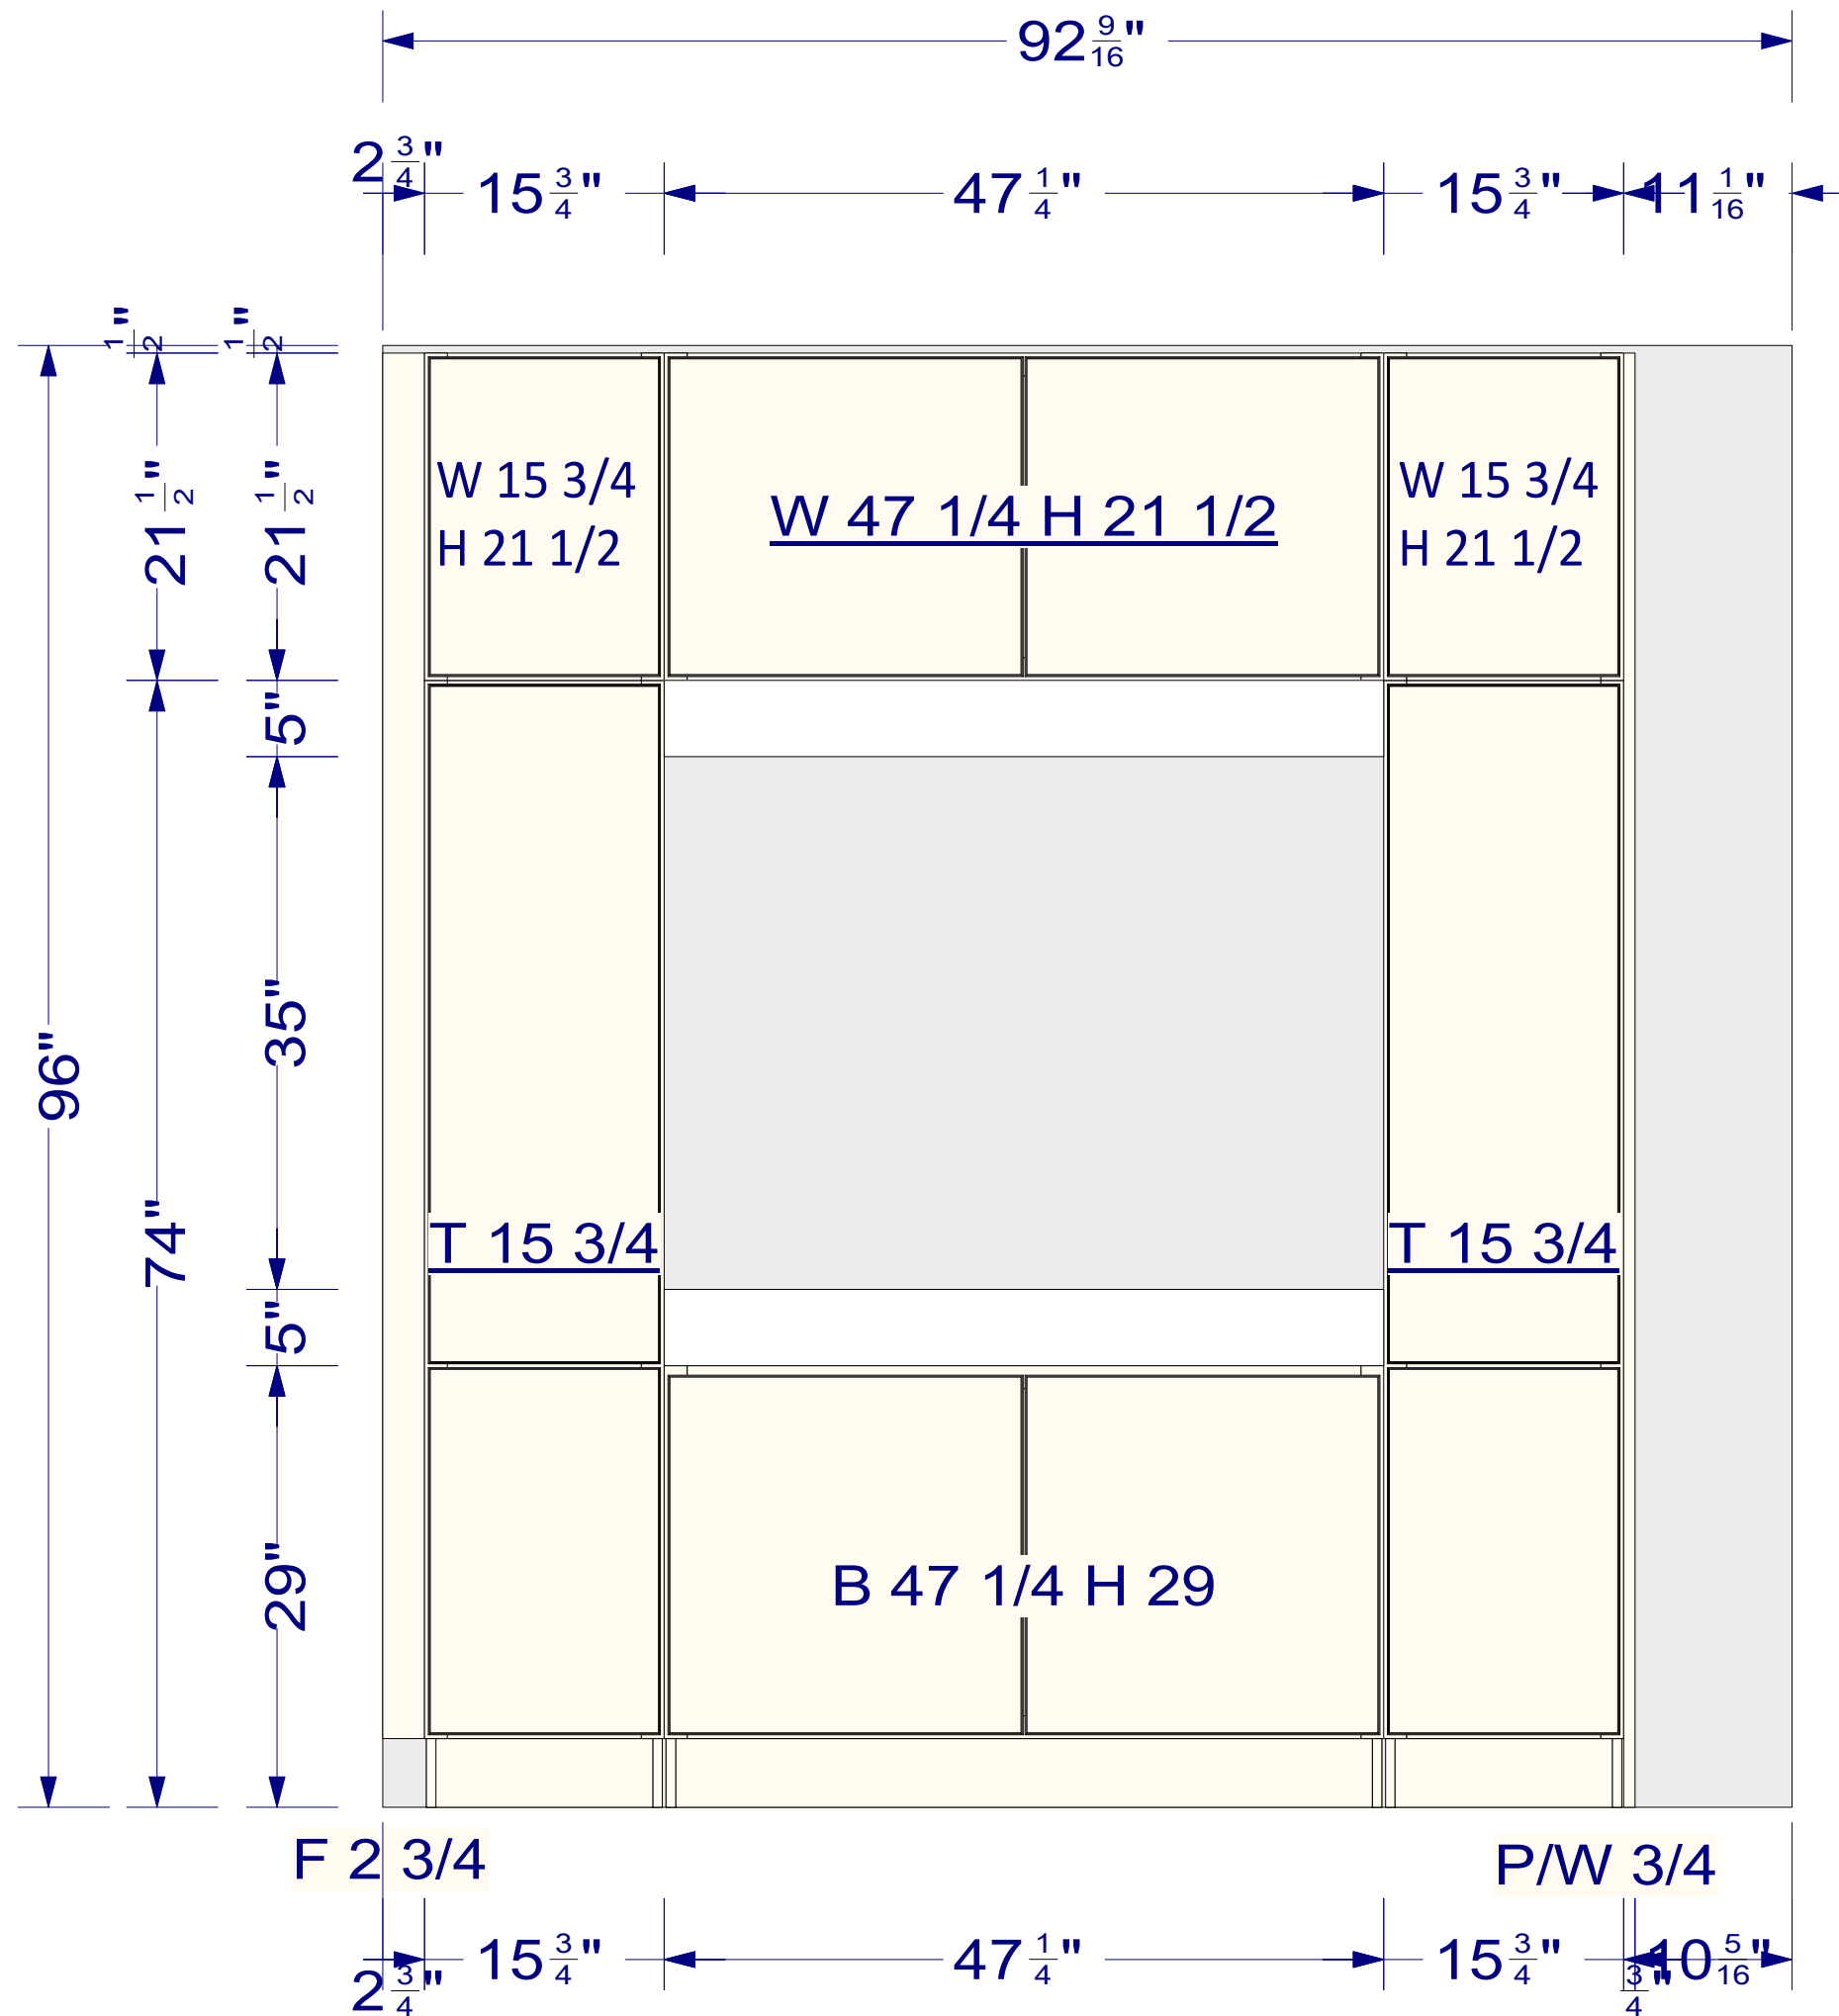 92 9/16"
2 3/4" 15 3/4" 47 1/4" 15 3/4" 11 1/16"
1/2" 1/2"
W 15 3/4
H 21 1/2
W 47 1/4 H 21 1/2
W 15 3/4
H 21 1/2
21 1/2" 21 1/2"
5"
35"
96"
74"
T 15 3/4 T 15 3/4
5"
29"
B 47 1/4 H 29
F 2 3/4 P/W 3/4
2 3/4" 15 3/4" 47 1/4" 15 3/4" 3/4" 10 5/16"